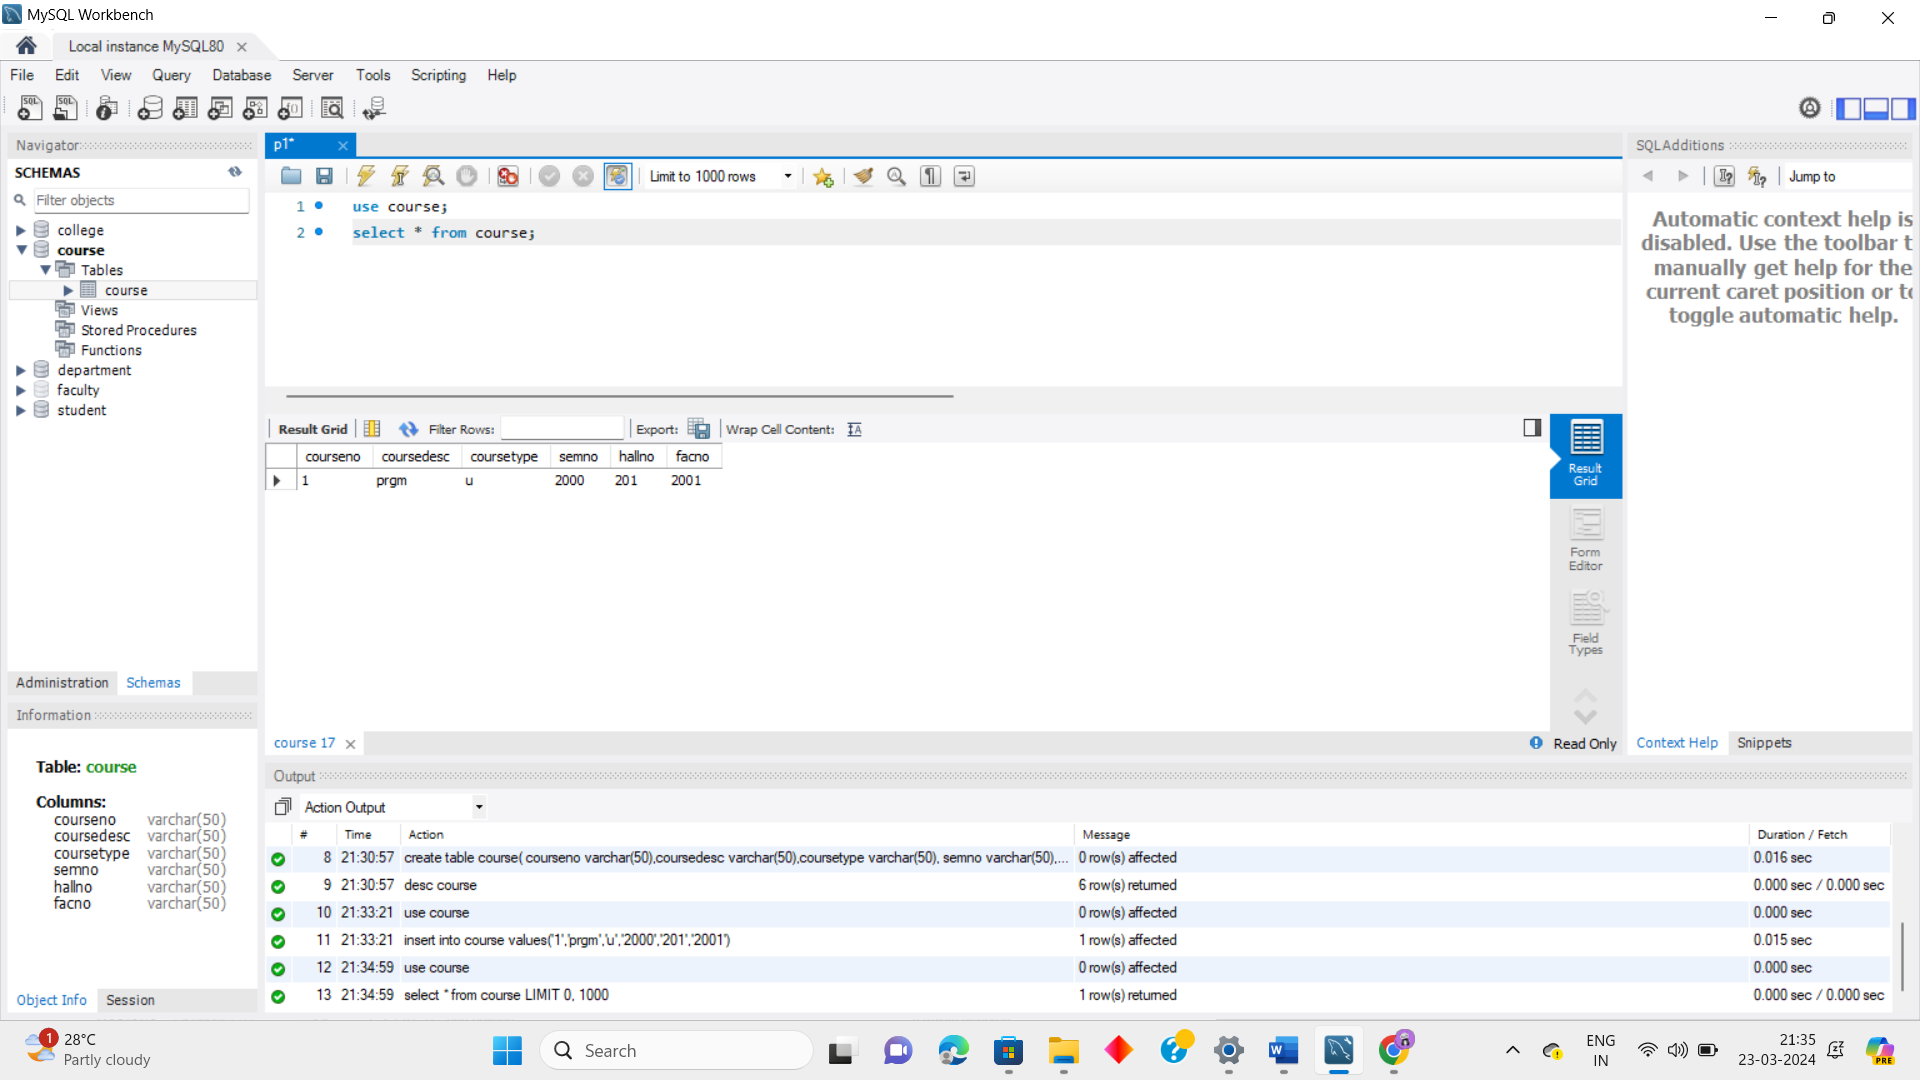 MySQL Workbench
Local instance MySQL80
File Edit View Query Database Server Tools Scripting Help
Navigator
SCHEMAS
Filter objects
college
course
Tables
course
Views
Stored Procedures
Functions
department
faculty
student
Administration Schemas
Information
Table: course
Columns:
courseno varchar(50)
coursedesc varchar(50)
coursetype varchar(50)
semno varchar(50)
hallno varchar(50)
facno varchar(50)
Object Info Session
p1*
Limit to 1000 rows
1 use course;
2 select * from course;
Result Grid Filter Rows: Export: Wrap Cell Content:
courseno coursedesc coursetype semno hallno facno
1 prgm u 2000 201 2001
Result
Grid
Form
Editor
Field
Types
course 17
Read Only
SQLAdditions
Jump to
Automatic context help is
disabled. Use the toolbar t
manually get help for the
current caret position or to
toggle automatic help.
Context Help Snippets
Output
Action Output
# Time Action Message Duration / Fetch
8 21:30:57 create table course( courseno varchar(50),coursedesc varchar(50),coursetype varchar(50), semno varchar(50),... 0 row(s) affected 0.016 sec
9 21:30:57 desc course 6 row(s) returned 0.000 sec / 0.000 sec
10 21:33:21 use course 0 row(s) affected 0.000 sec
11 21:33:21 insert into course values('1','prgm','u','2000','201','2001') 1 row(s) affected 0.015 sec
12 21:34:59 use course 0 row(s) affected 0.000 sec
13 21:34:59 select * from course LIMIT 0, 1000 1 row(s) returned 0.000 sec / 0.000 sec
1
28°C
Partly cloudy
Search
ENG
IN
21:35
23-03-2024
PRE